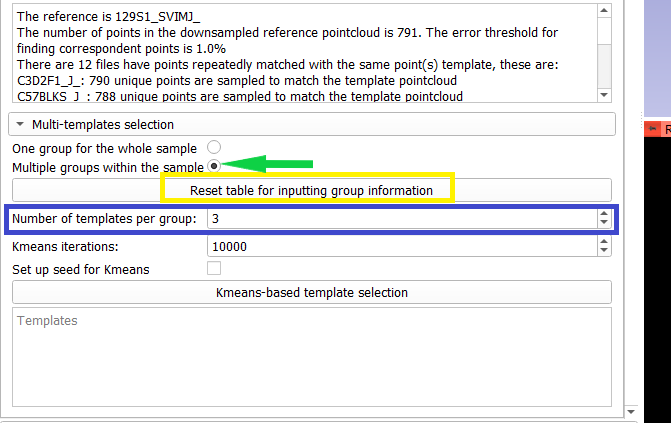 The reference is 129S1_SVIMJ_
The number of points in the downsampled reference pointcloud is 791. The error threshold for
finding correspondent points is 1.0%
There are 12 files have points repeatedly matched with the same point(s) template, these are:
C3D2F1_J_: 790 unique points are sampled to match the template pointcloud
C57BLKS_J_: 788 unique points are sampled to match the template pointcloud
Multi-templates selection
One group for the whole sample
Multiple groups within the sample
Reset table for inputting group information
Number of templates per group: 3
Kmeans iterations: 10000
Set up seed for Kmeans
Kmeans-based template selection
Templates